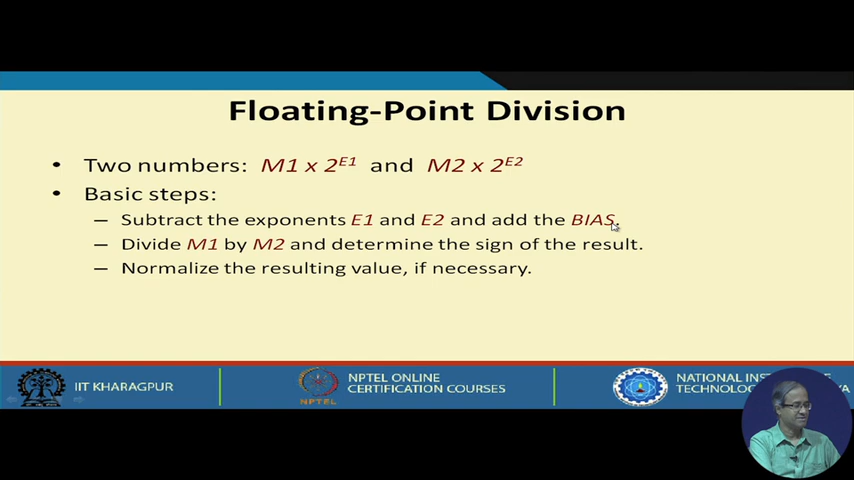 Floating-Point Division
• Two numbers: M1 x 2^E1 and M2 x 2^E2
• Basic steps:
– Subtract the exponents E1 and E2 and add the BIAS.
– Divide M1 by M2 and determine the sign of the result.
– Normalize the resulting value, if necessary.
IIT KHARAGPUR
NPTEL
NPTEL ONLINE
CERTIFICATION COURSES
NATIONAL
TECHNOLOG